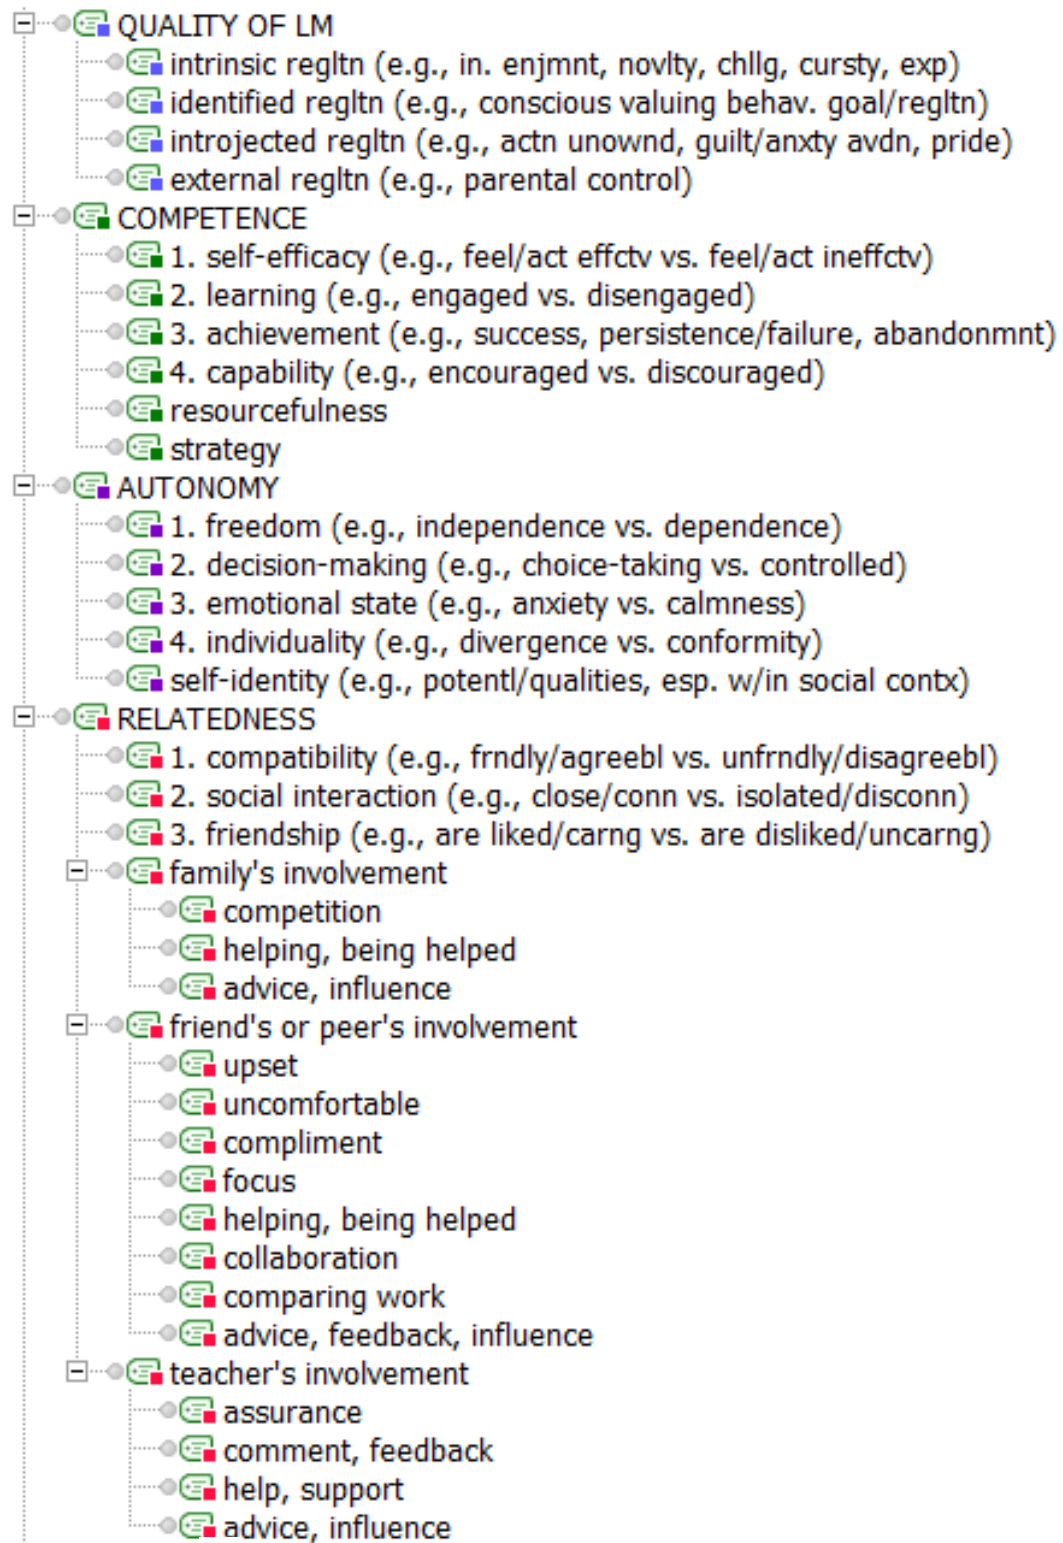 QUALITY OF LM
intrinsic regltn (e.g., in. enjmnt, novlty, chllg, cursty, exp)
identified regltn (e.g., conscious valuing behav. goal/regltn)
introjected regltn (e.g., actn unownd, guilt/anxty avdn, pride)
external regltn (e.g., parental control)
COMPETENCE
1. self-efficacy (e.g., feel/act effctv vs. feel/act ineffctv)
2. learning (e.g., engaged vs. disengaged)
3. achievement (e.g., success, persistence/failure, abandonmnt)
4. capability (e.g., encouraged vs. discouraged)
resourcefulness
strategy
AUTONOMY
1. freedom (e.g., independence vs. dependence)
2. decision-making (e.g., choice-taking vs. controlled)
3. emotional state (e.g., anxiety vs. calmness)
4. individuality (e.g., divergence vs. conformity)
self-identity (e.g., potentl/qualities, esp. w/in social contx)
RELATEDNESS
1. compatibility (e.g., frndly/agreebl vs. unfrndly/disagreebl)
2. social interaction (e.g., close/conn vs. isolated/disconn)
3. friendship (e.g., are liked/carng vs. are disliked/uncarng)
family's involvement
competition
helping, being helped
advice, influence
friend's or peer's involvement
upset
uncomfortable
compliment
focus
helping, being helped
collaboration
comparing work
advice, feedback, influence
teacher's involvement
assurance
comment, feedback
help, support
advice, influence